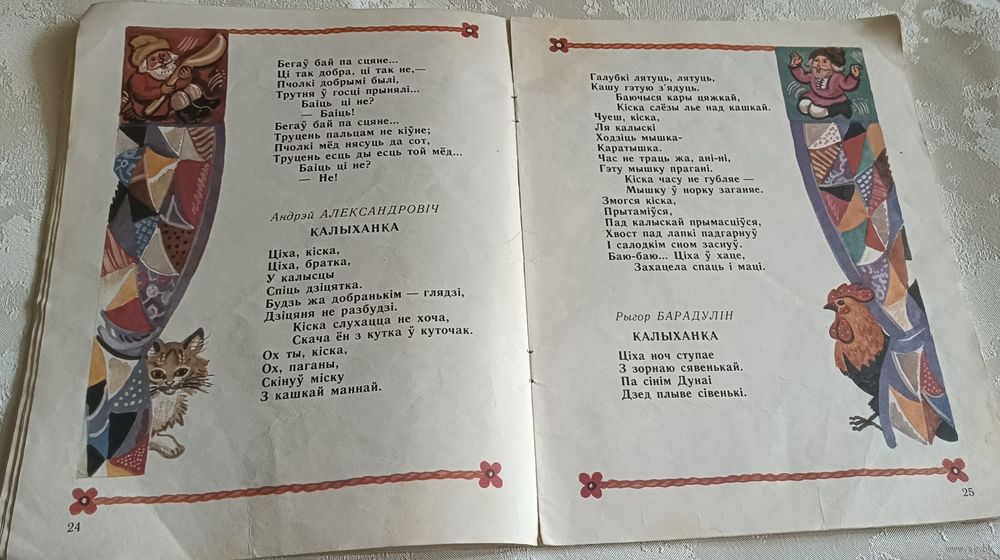 Бегаў бай па сцяне...
Ці так добра, ці так не,—
Пчолкі добрымі былі,
Трутня ў госці прынялі...
Баіць ці не?
— Баіць!
Бегаў бай па сцяне...
Труцень пальцам не кіўне;
Пчолкі мёд нясуць да сот,
Труцень есць ды есць той мёд...
Баіць ці не?
— Не!
Андрэй АЛЕКСАНДРОВІЧ
КАЛЫХАНКА
Ціха, кіска,
Ціха, братка,
У калысцы
Спіць дзіцятка.
Будзь жа добранькім — глядзі,
Дзіцяня не разбудзі.
Кіска слухацца не хоча,
Скача ён з кутка ў куточак.
Ох ты, кіска,
Ох, паганы,
Скінуў міску
З кашкай маннай.
24
Галубкі лятуць, лятуць,
Кашу гэтую з'ядуць.
Баючыся кары цяжкай,
Кіска слёзы лье над кашкай.
Чуеш, кіска,
Ля калыскі
Ходзіць мышка-
Каратышка.
Час не траць жа, ані-ні,
Гэту мышку прагані.
Кіска часу не губляе —
Мышку ў норку заганяе.
Змогся кіска,
Прытаміўся,
Пад калыскай прымасціўся,
Хвост пад лапкі падгарнуў
І салодкім сном заснуў.
Баю-баю... Ціха ў хаце,
Захацела спаць і маці.
Рыгор БАРАДУЛІН
КАЛЫХАНКА
Ціха ноч ступае
З зорнаю сявенькай.
Па сінім Дунаі
Дзед плыве сівенькі.
25